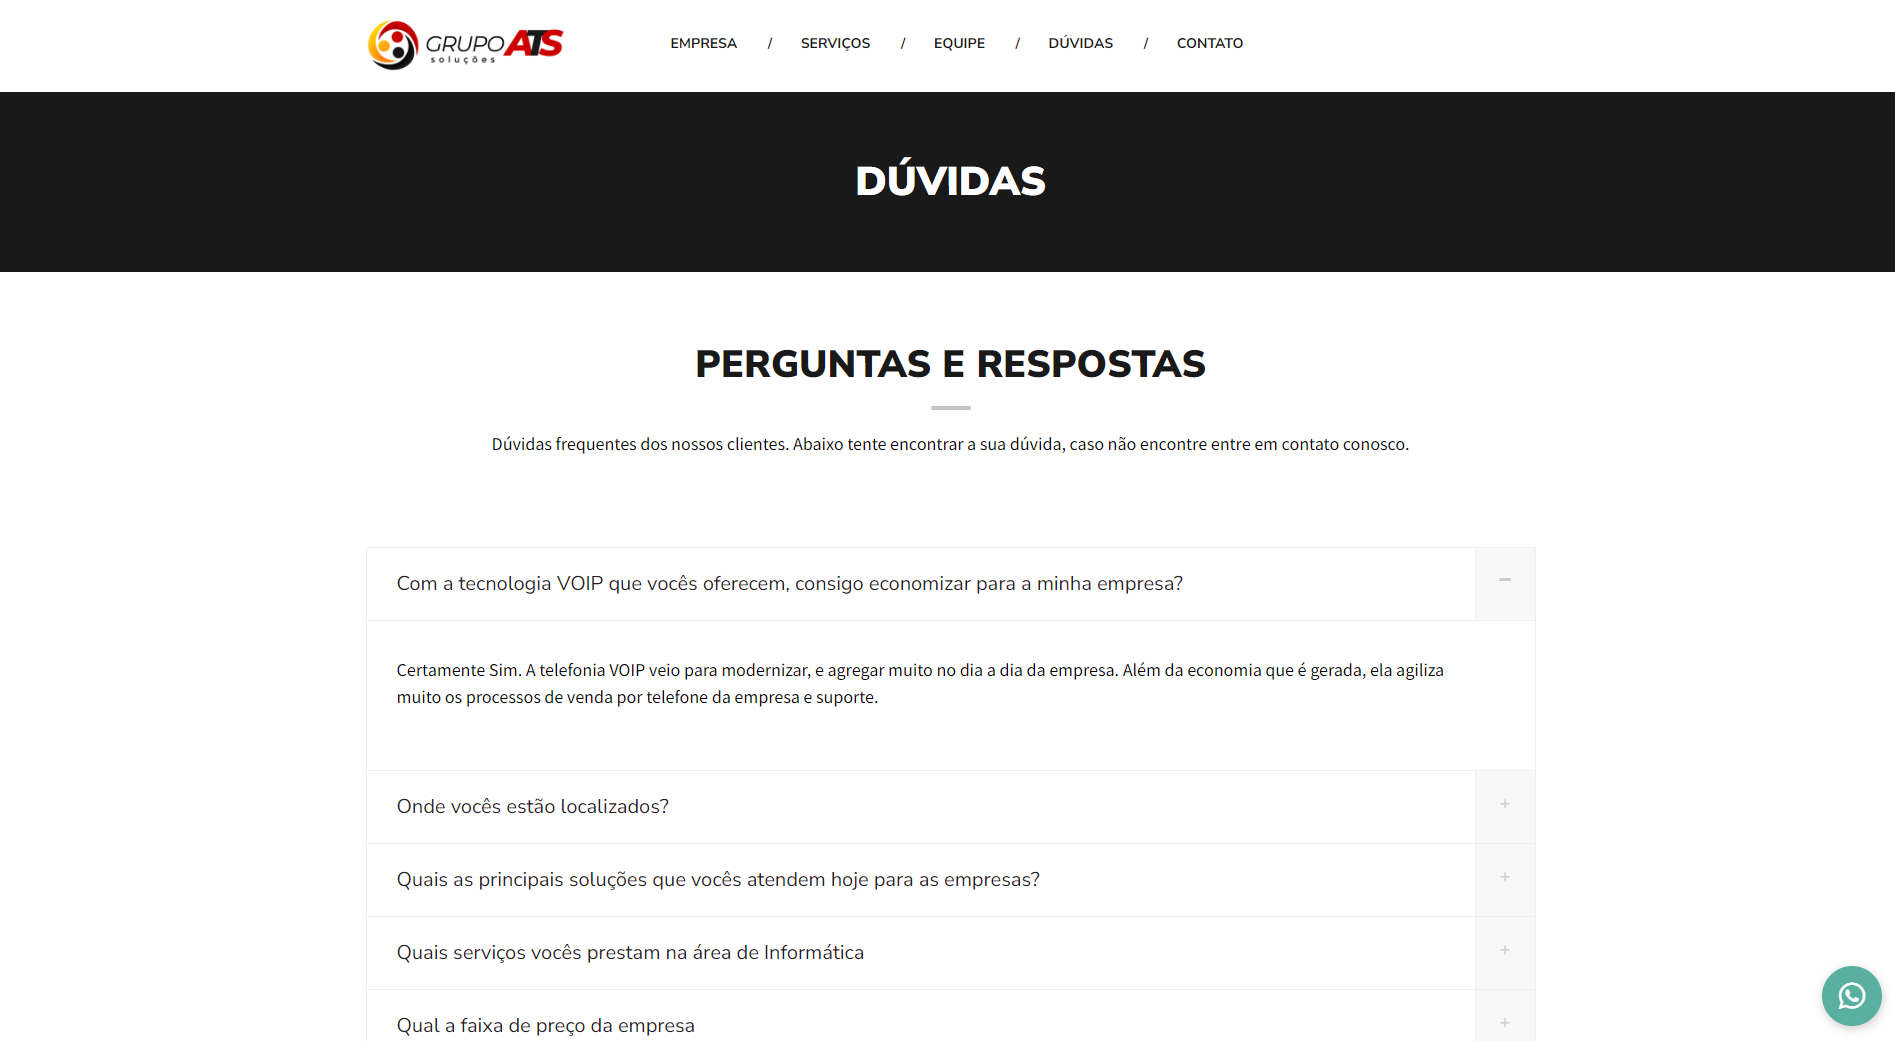 GRUPO ATS
soluções
EMPRESA / SERVIÇOS / EQUIPE / DÚVIDAS / CONTATO
DÚVIDAS
PERGUNTAS E RESPOSTAS
Dúvidas frequentes dos nossos clientes. Abaixo tente encontrar a sua dúvida, caso não encontre entre em contato conosco.
Com a tecnologia VOIP que vocês oferecem, consigo economizar para a minha empresa?
Certamente Sim. A telefonia VOIP veio para modernizar, e agregar muito no dia a dia da empresa. Além da economia que é gerada, ela agiliza
muito os processos de venda por telefone da empresa e suporte.
Onde vocês estão localizados?
Quais as principais soluções que vocês atendem hoje para as empresas?
Quais serviços vocês prestam na área de Informática
Qual a faixa de preço da empresa